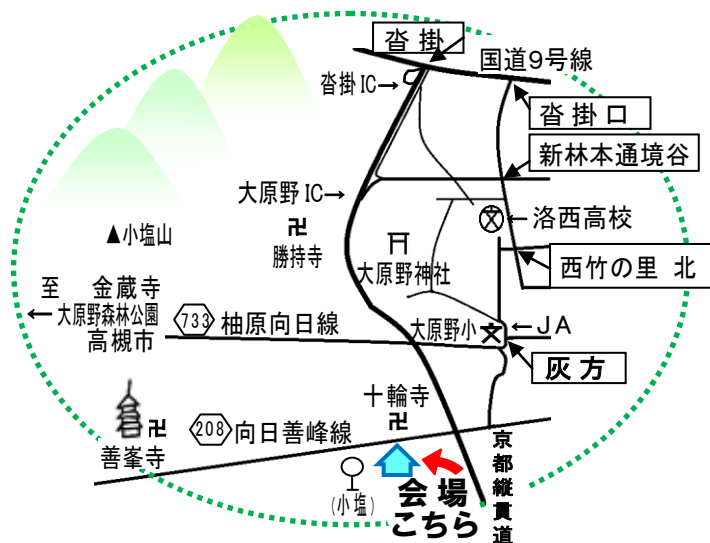 沓掛
国道9号線
沓掛IC→
沓掛口
新林本通境谷
大原野IC→
洛西高校
▲小塩山
勝持寺
大原野神社
西竹の里 北
至 金蔵寺
←大原野森林公園
高槻市
733 柚原向日線
大原野小
←JA
灰方
十輪寺
208 向日善峰線
善峯寺
(小塩)
会場
こちら
京都縦貫道